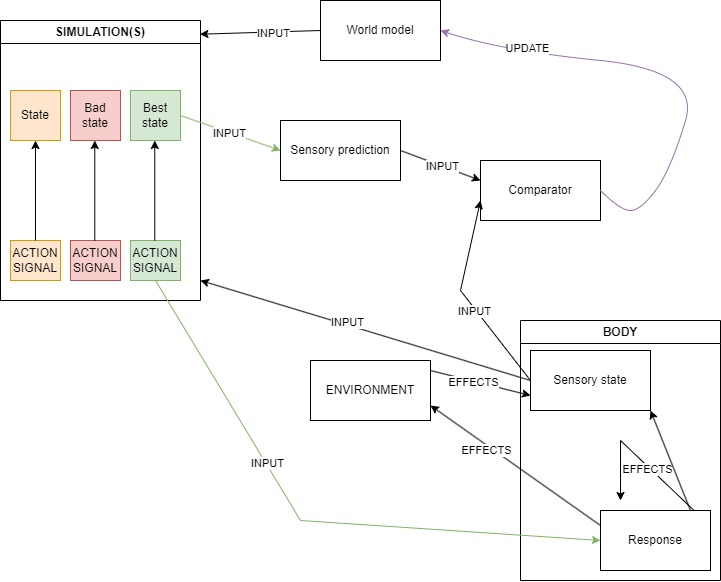 SIMULATION(S)
INPUT
World model
UPDATE
State
Bad
state
Best
state
INPUT
Sensory prediction
INPUT
Comparator
ACTION
SIGNAL
ACTION
SIGNAL
ACTION
SIGNAL
INPUT
INPUT
BODY
ENVIRONMENT
EFFECTS
Sensory state
EFFECTS
INPUT
EFFECTS
Response